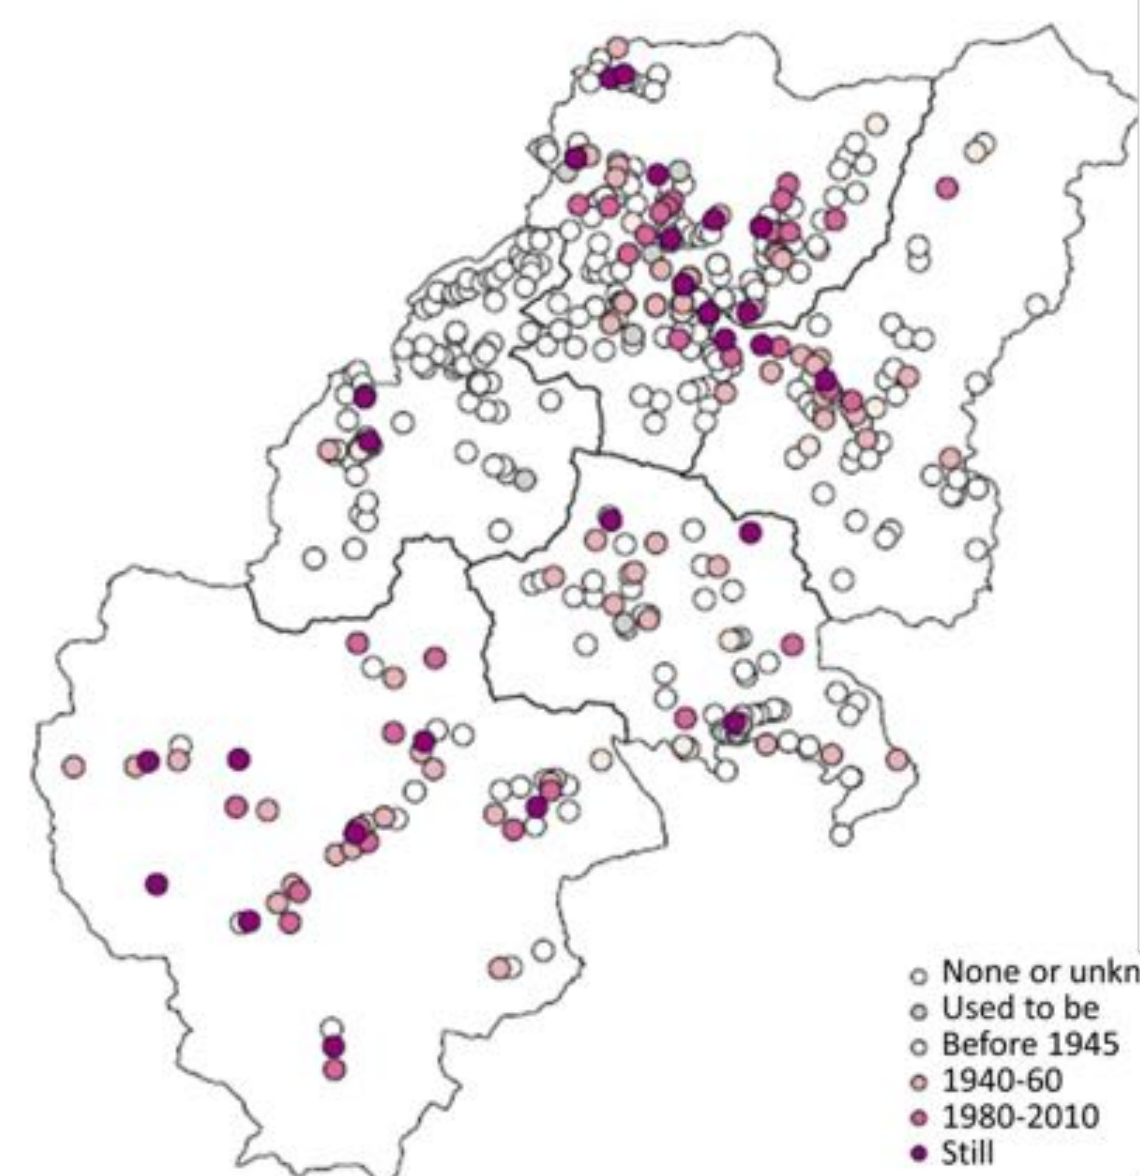 None or unkn
Used to be
Before 1945
1940-60
1980-2010
Still